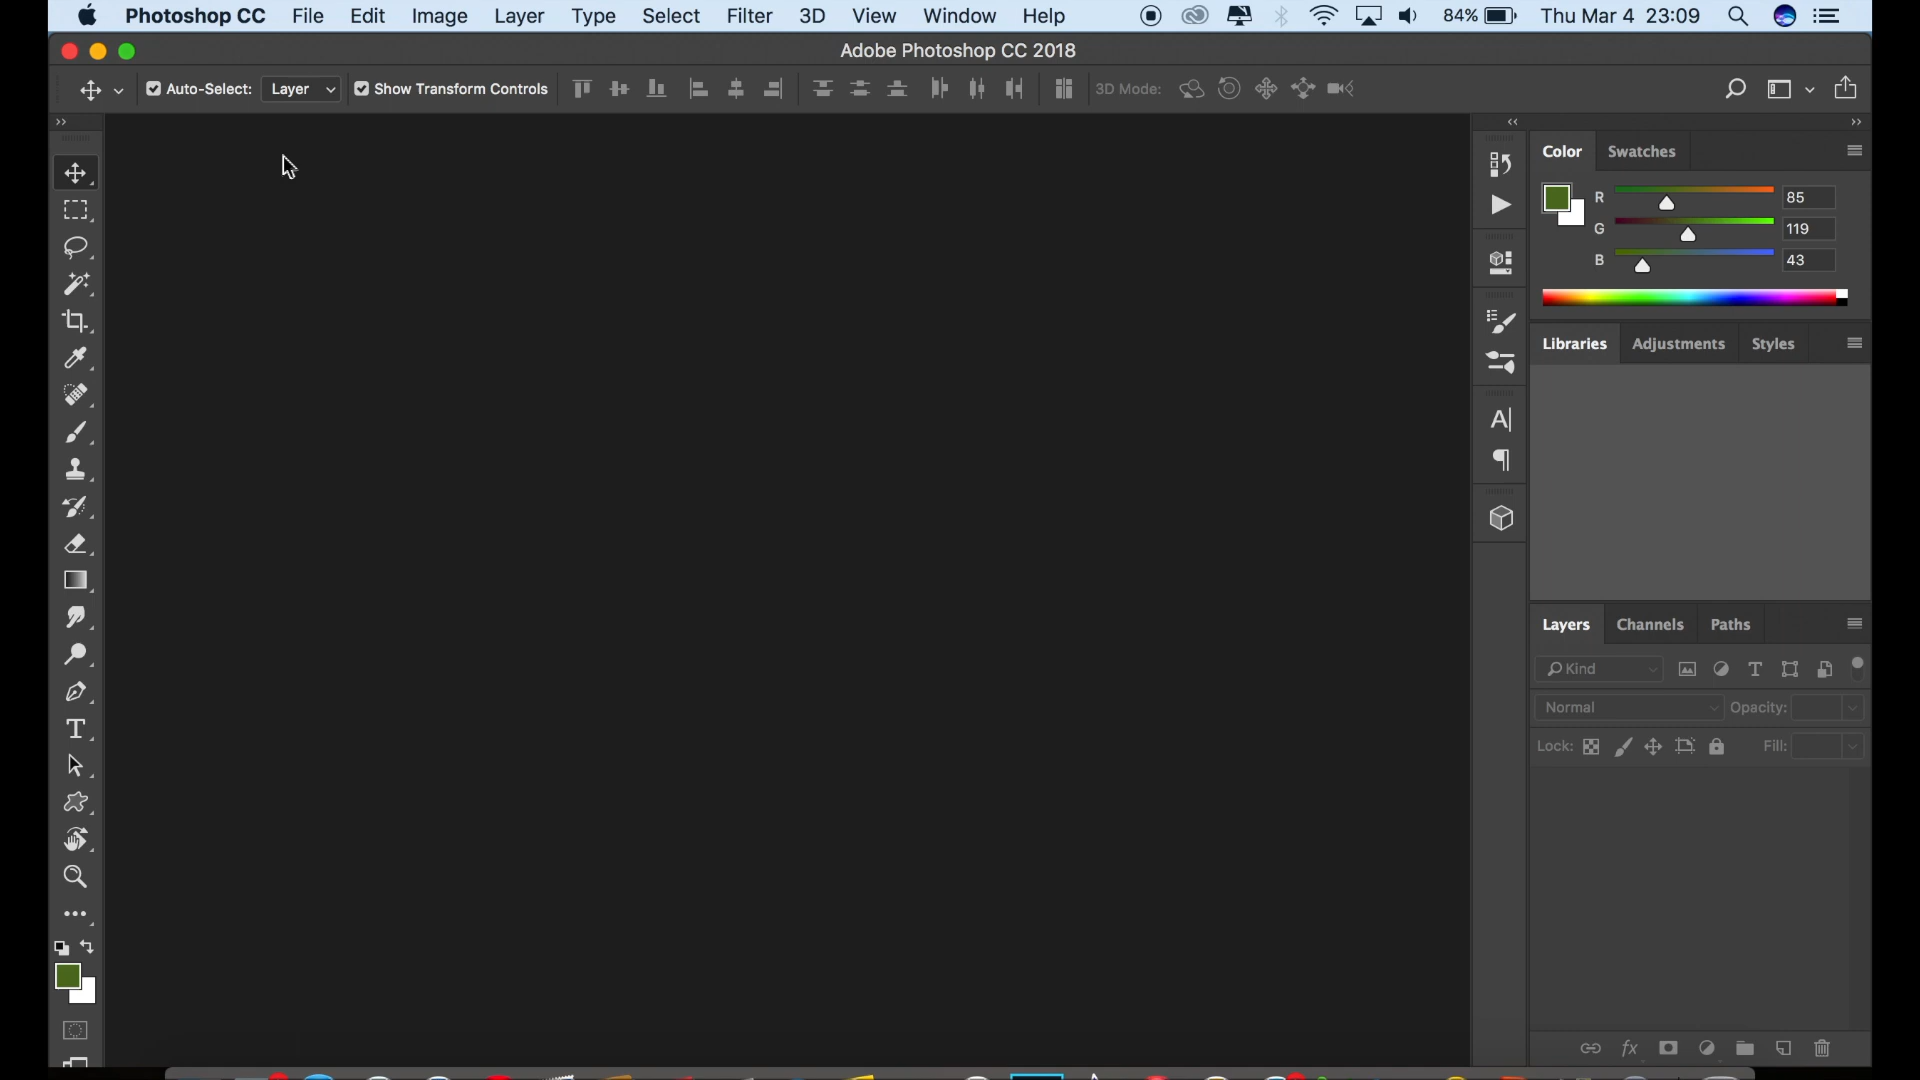 Photoshop CC File Edit Image Layer Type Select Filter 3D View Window Help 84% Thu Mar 4 23:09
Adobe Photoshop CC 2018
Auto-Select: Layer Show Transform Controls 3D Mode:
Color Swatches
R 85
G 119
B 43
Libraries Adjustments Styles
Layers Channels Paths
Kind
Normal Opacity:
Lock: Fill: